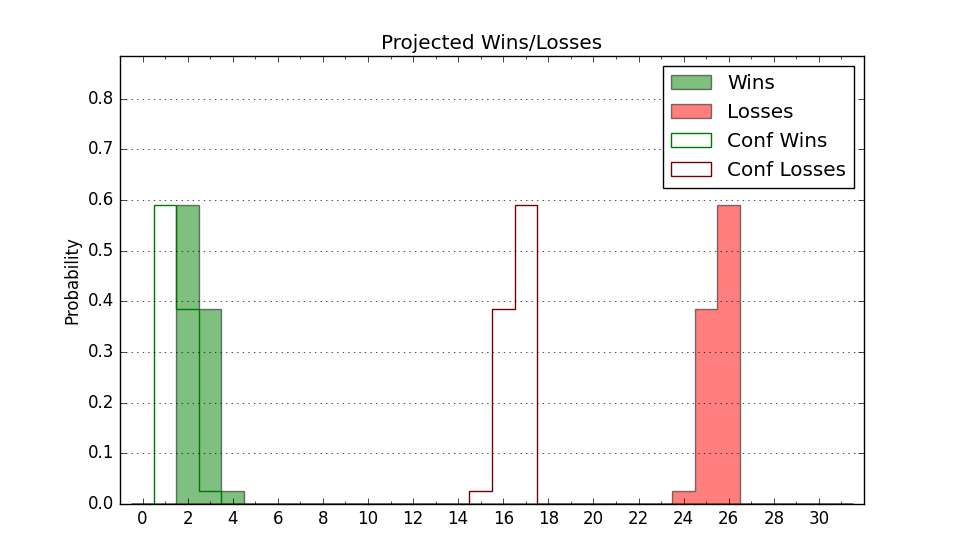 Projected Wins/Losses
Wins
Losses
Conf Wins
Conf Losses
Probability
0.8
0.7
0.6
0.5
0.4
0.3
0.2
0.1
0.0
0 2 4 6 8 10 12 14 16 18 20 22 24 26 28 30